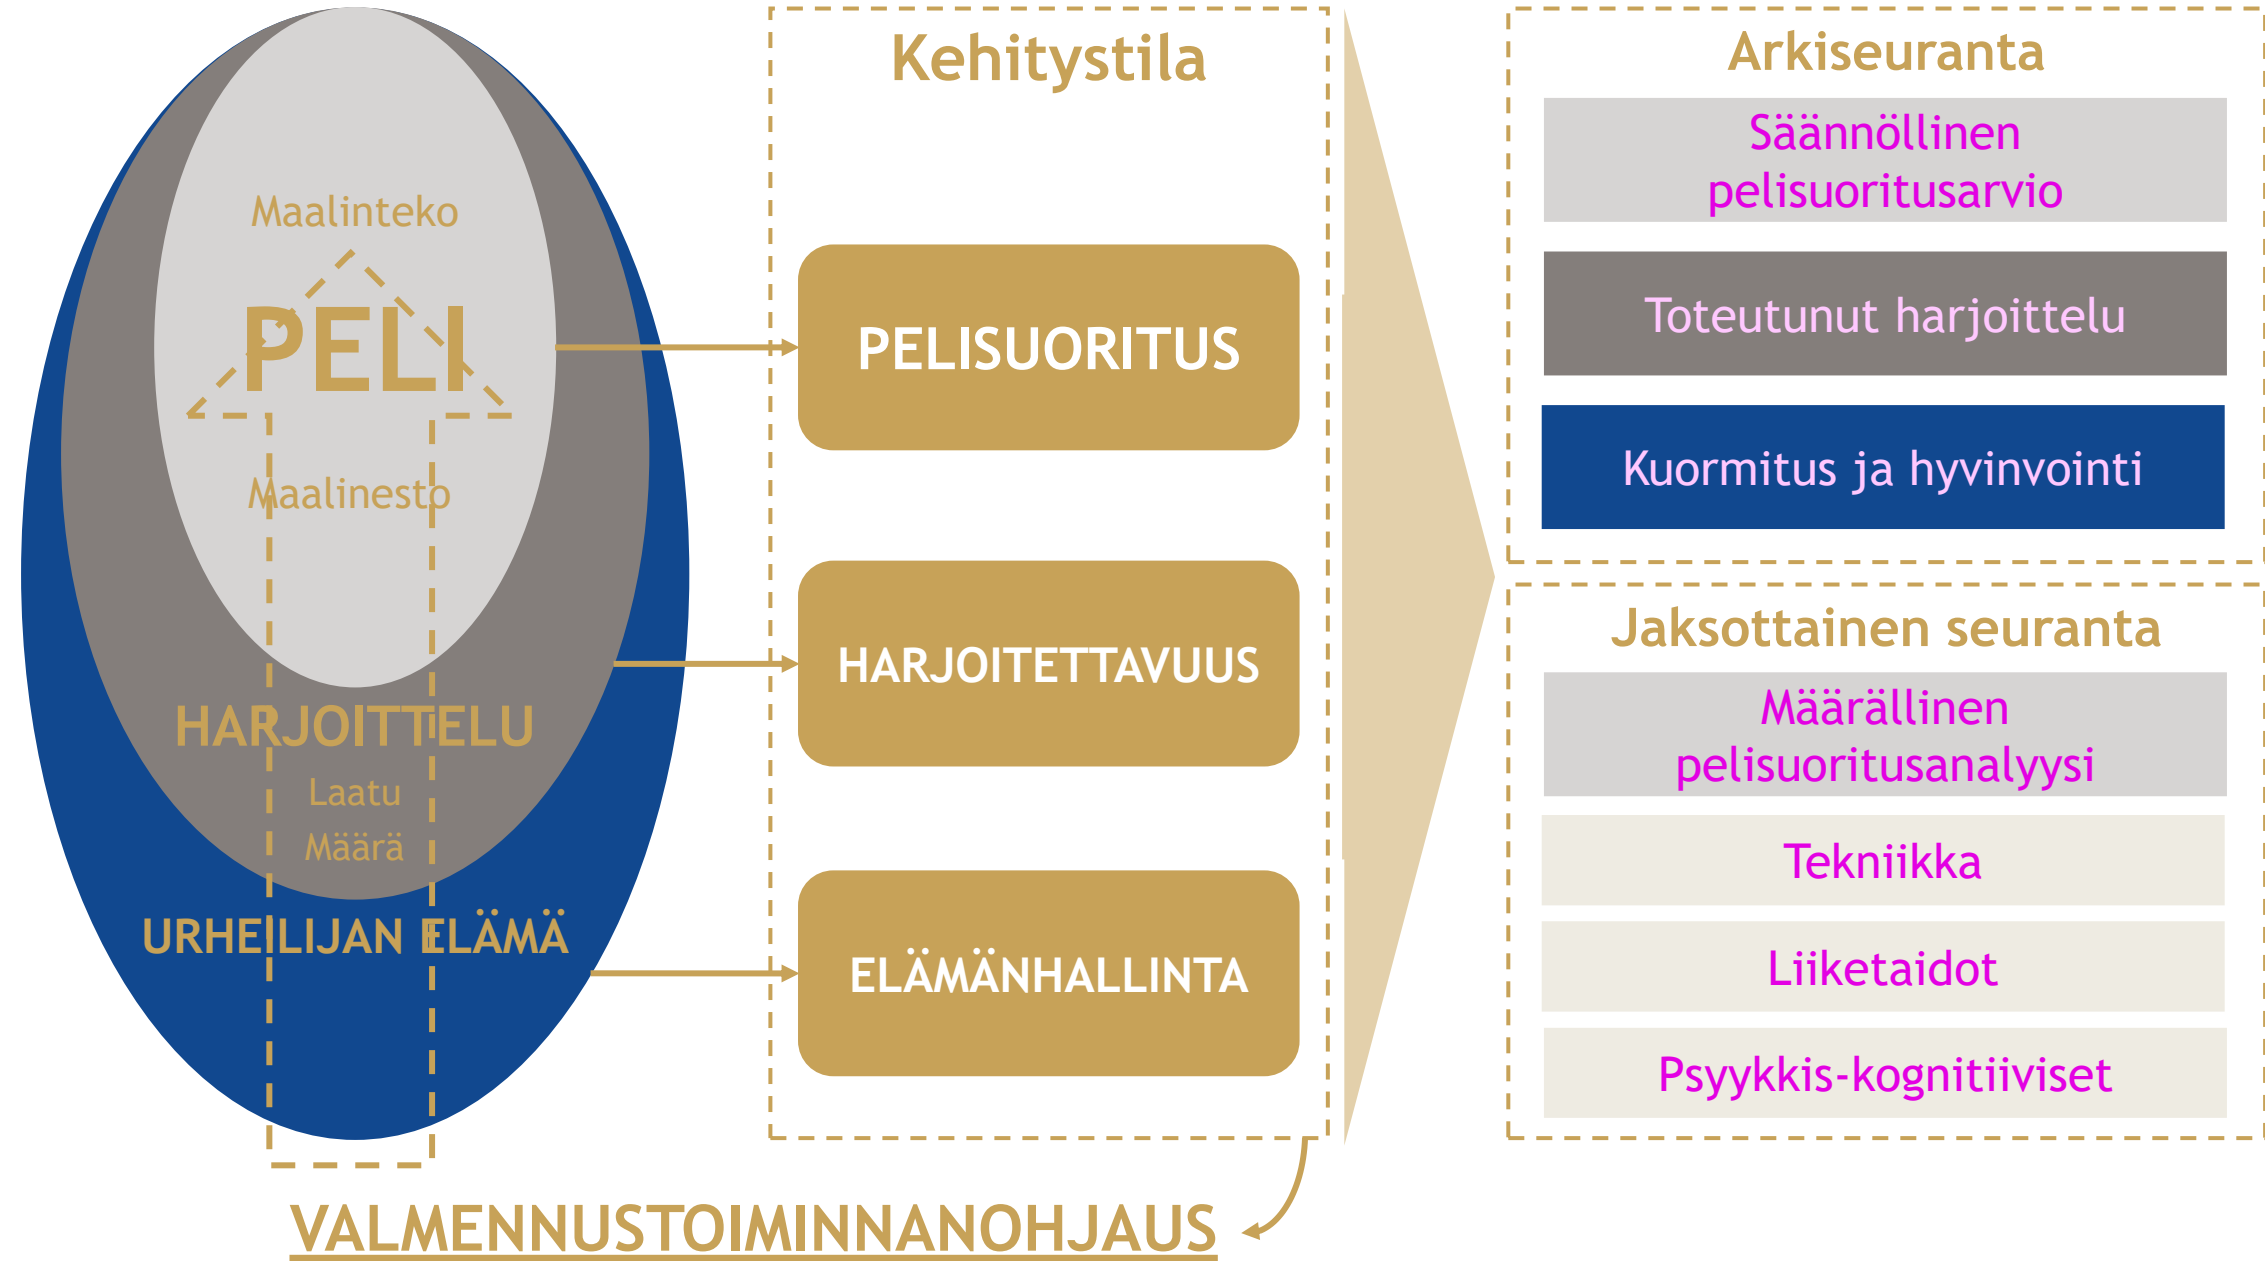 Maalinteko
PELI
Maalinesto
HARJOITTELU
Laatu
Määrä
URHEILIJAN ELÄMÄ
Kehitystila
PELISUORITUS
HARJOITETTAVUUS
ELÄMÄNHALLINTA
VALMENNUSTOIMINNANOHJAUS
Arkiseuranta
Säännöllinen
pelisuoritusarvio
Toteutunut harjoittelu
Kuormitus ja hyvinvointi
Jaksottainen seuranta
Määrällinen
pelisuoritusanalyysi
Tekniikka
Liiketaidot
Psyykkis-kognitiiviset